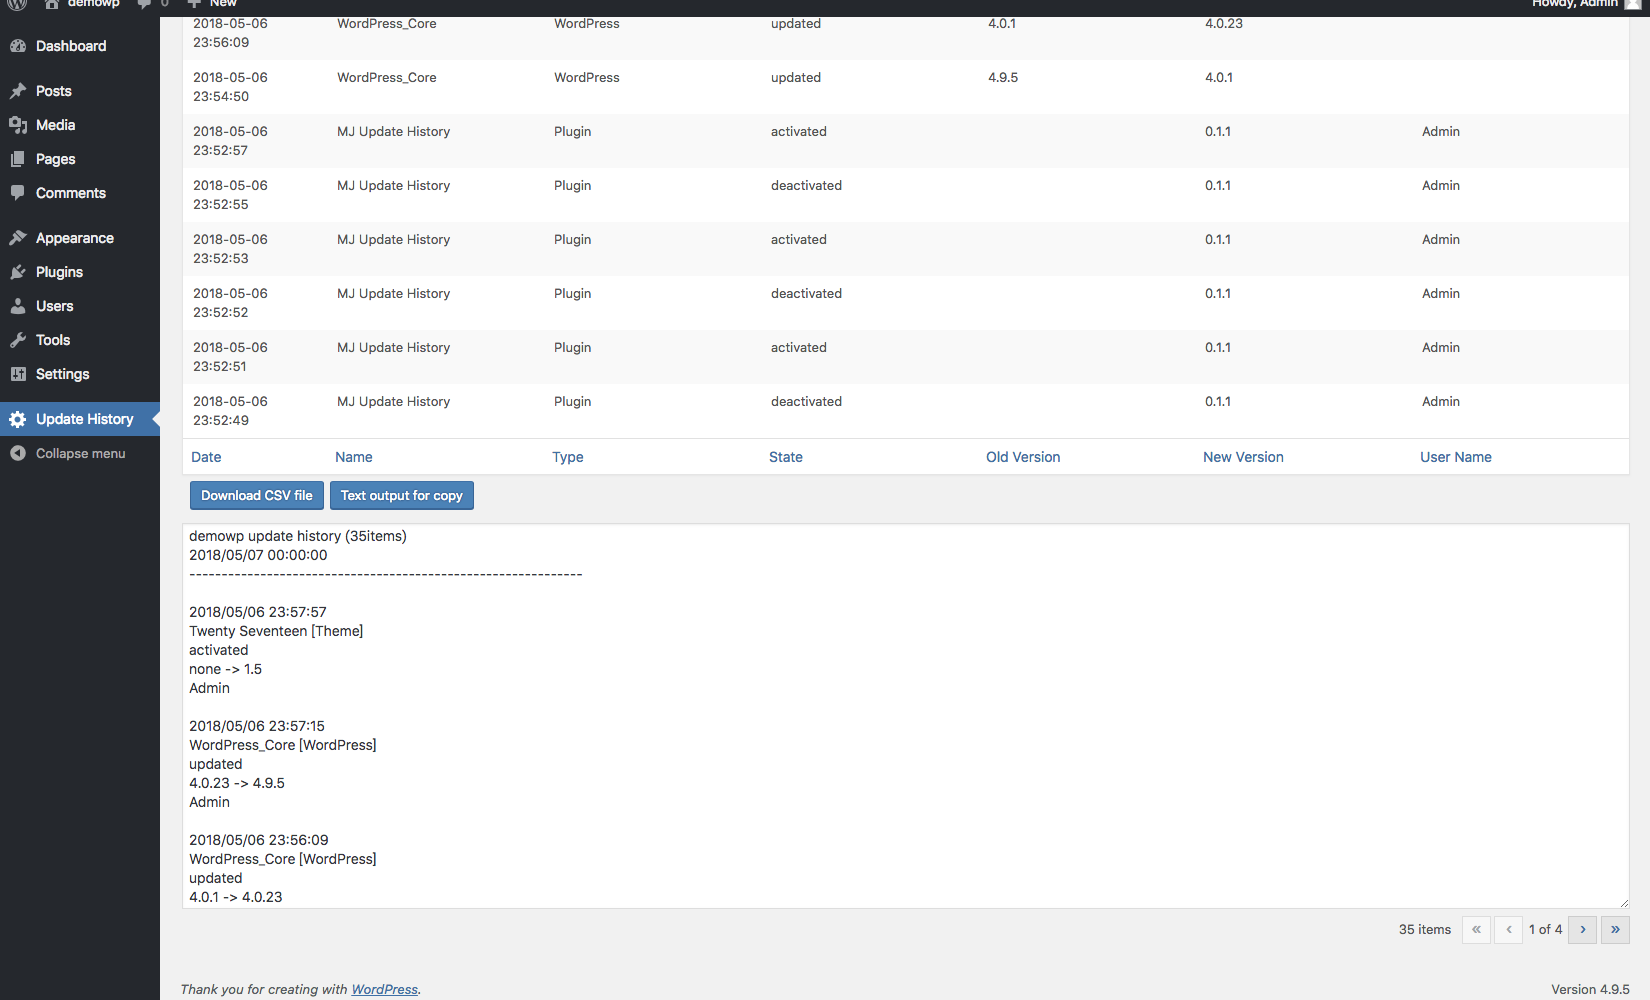 demowp 0 New Howdy, Admin
Dashboard
Posts
Media
Pages
Comments
Appearance
Plugins
Users
Tools
Settings
Update History
Collapse menu
2018-05-06 23:56:09 WordPress_Core WordPress updated 4.0.1 4.0.23
2018-05-06 23:54:50 WordPress_Core WordPress updated 4.9.5 4.0.1
2018-05-06 23:52:57 MJ Update History Plugin activated 0.1.1 Admin
2018-05-06 23:52:55 MJ Update History Plugin deactivated 0.1.1 Admin
2018-05-06 23:52:53 MJ Update History Plugin activated 0.1.1 Admin
2018-05-06 23:52:52 MJ Update History Plugin deactivated 0.1.1 Admin
2018-05-06 23:52:51 MJ Update History Plugin activated 0.1.1 Admin
2018-05-06 23:52:49 MJ Update History Plugin deactivated 0.1.1 Admin
Date Name Type State Old Version New Version User Name
Download CSV file Text output for copy
demowp update history (35items)
2018/05/07 00:00:00
-------------------------------------------------------------
2018/05/06 23:57:57
Twenty Seventeen [Theme]
activated
none -> 1.5
Admin
2018/05/06 23:57:15
WordPress_Core [WordPress]
updated
4.0.23 -> 4.9.5
Admin
2018/05/06 23:56:09
WordPress_Core [WordPress]
updated
4.0.1 -> 4.0.23
35 items « ‹ 1 of 4 › »
Thank you for creating with WordPress. Version 4.9.5